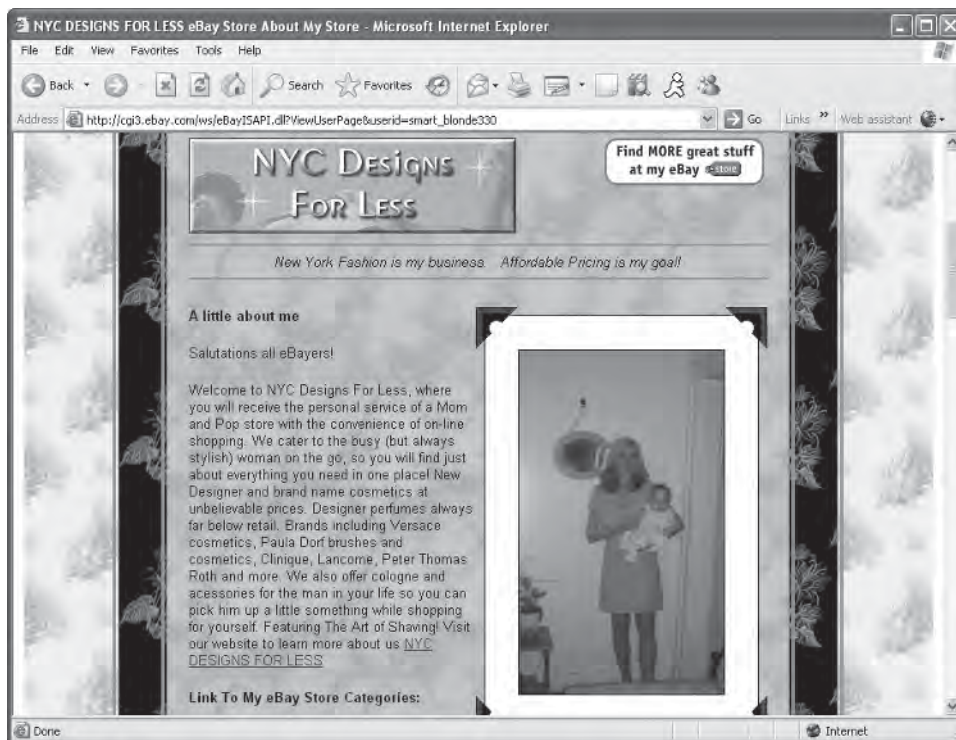 NYC DESIGNS FOR LESS eBay Store About My Store - Microsoft Internet Explorer
File Edit View Favorites Tools Help
Back Search Favorites
Address http://cgi3.ebay.com/ws/eBayISAPI.dll?ViewUserPage&userid=smart_blonde330 Go Links » Web assistant
NYC DESIGNS
FOR LESS
Find MORE great stuff
at my eBay store
New York Fashion is my business. Affordable Pricing is my goal!
A little about me
Salutations all eBayers!
Welcome to NYC Designs For Less, where
you will receive the personal service of a Mom
and Pop store with the convenience of on-line
shopping. We cater to the busy (but always
stylish) woman on the go, so you will find just
about everything you need in one place! New
Designer and brand name cosmetics at
unbelievable prices. Designer perfumes always
far below retail. Brands including Versace
cosmetics, Paula Dorf brushes and
cosmetics, Clinique, Lancome, Peter Thomas
Roth and more. We also offer cologne and
acessories for the man in your life so you can
pick him up a little something while shopping
for yourself. Featuring The Art of Shaving! Visit
our website to learn more about us NYC
DESIGNS FOR LESS
Link To My eBay Store Categories:
Done Internet